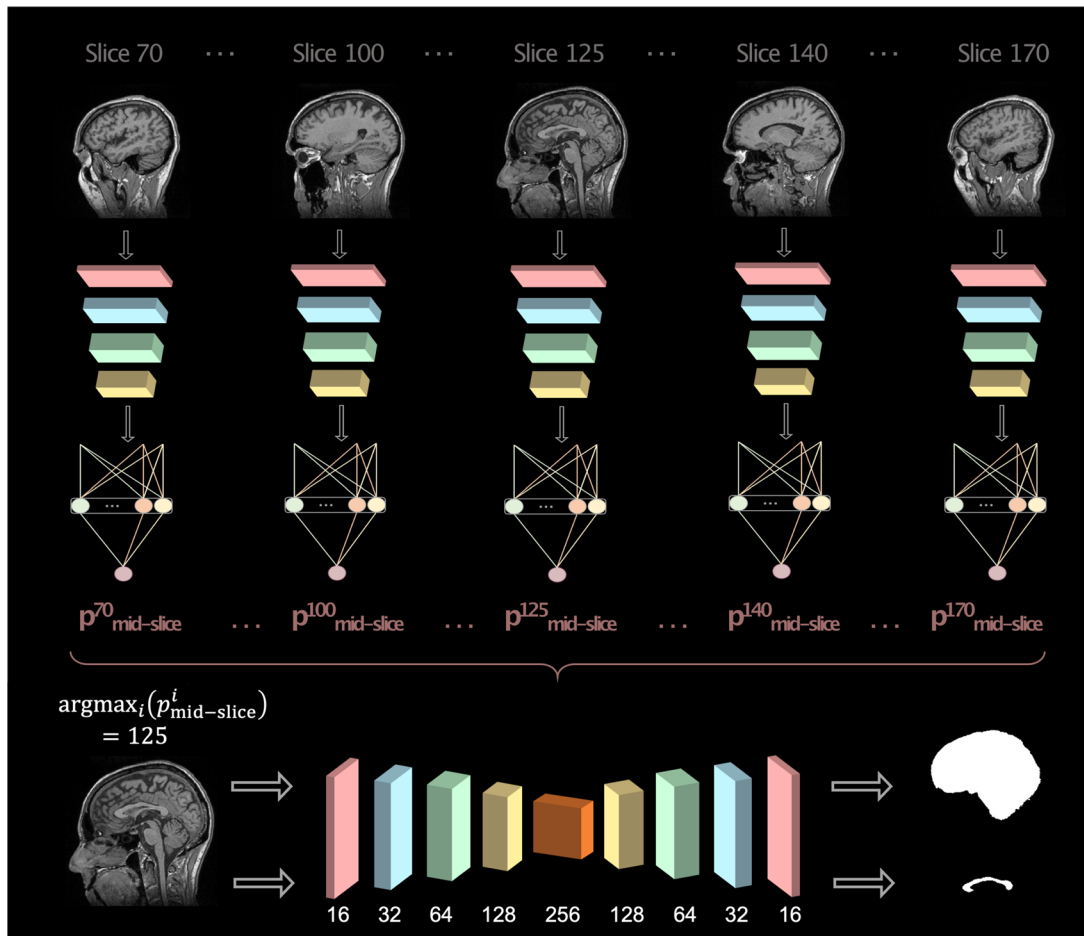 Slice 70 ... Slice 100 ... Slice 125 ... Slice 140 ... Slice 170
... ... ... ... ...
p⁷⁰mid–slice ... p¹⁰⁰mid–slice ... p¹²⁵mid–slice ... p¹⁴⁰mid–slice ... p¹⁷⁰mid–slice
argmaxᵢ(pⁱmid−slice)
= 125
16 32 64 128 256 128 64 32 16